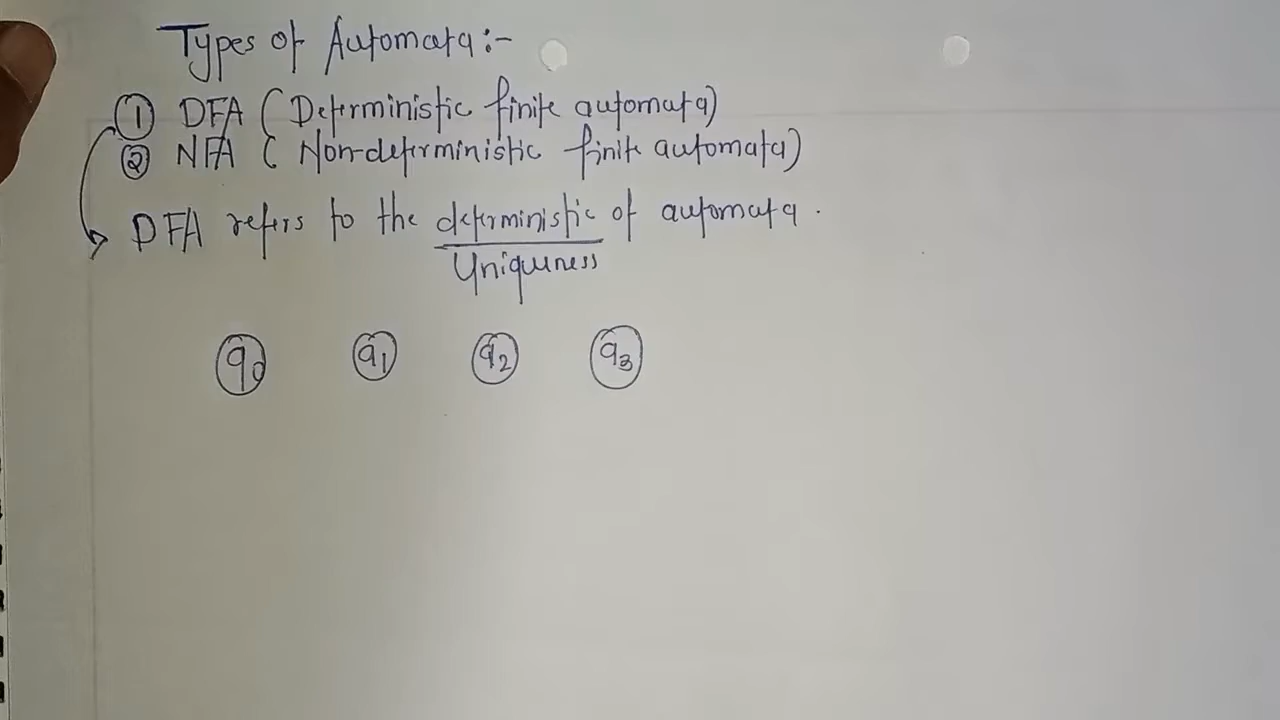 Types of Automata:-
① DFA (Deterministic finite automata)
② NFA (Non-deterministic finite automata)
DFA refers to the deterministic of automata.
Uniqueness
q0 q1 q2 q3